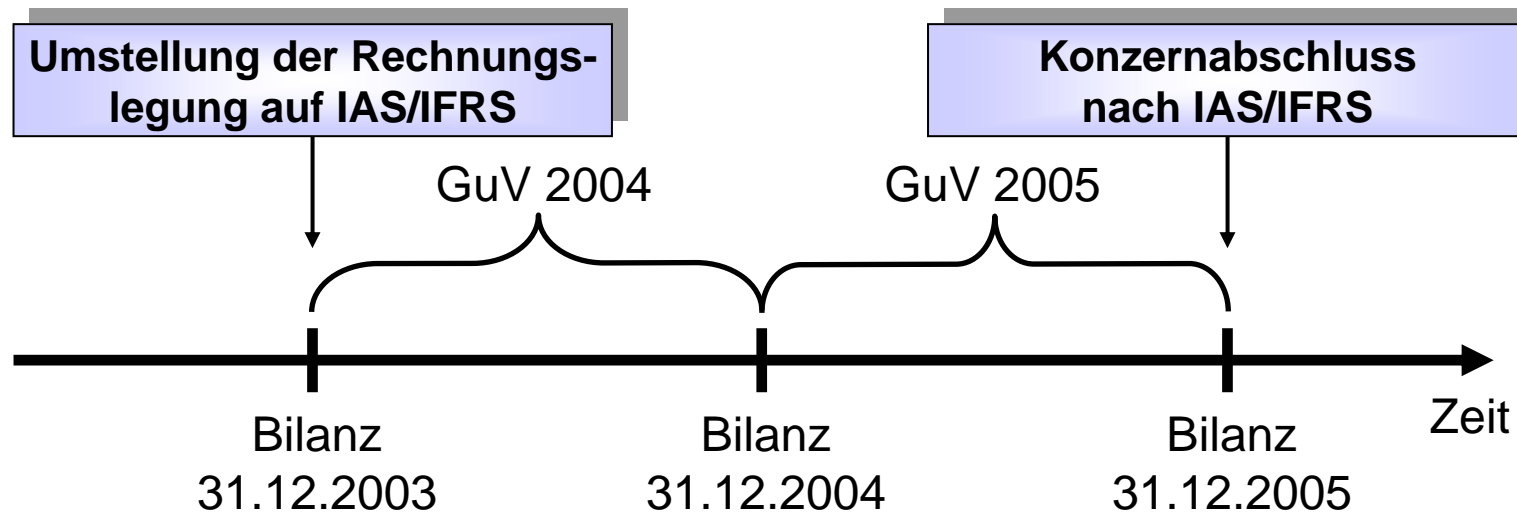 Umstellung der Rechnungs-
legung auf IAS/IFRS
Konzernabschluss
nach IAS/IFRS
GuV 2004
GuV 2005
Zeit
Bilanz
31.12.2003
Bilanz
31.12.2004
Bilanz
31.12.2005